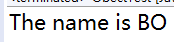 The name is BO